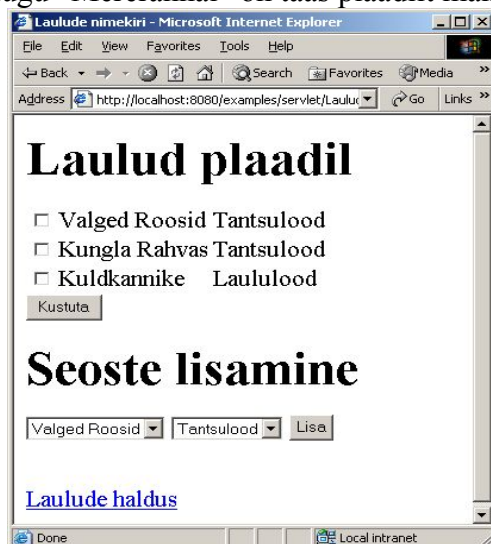 Laulude nimekiri - Microsoft Internet Explorer
File Edit View Favorites Tools Help
Back Search Favorites Media »
Address http://localhost:8080/examples/servlet/Laulu Go Links »
Laulud plaadil
Valged Roosid Tantsulood
Kungla Rahvas Tantsulood
Kuldkannike Laululood
Kustuta
Seoste lisamine
Valged Roosid Tantsulood Lisa
Laulude haldus
Done Local intranet